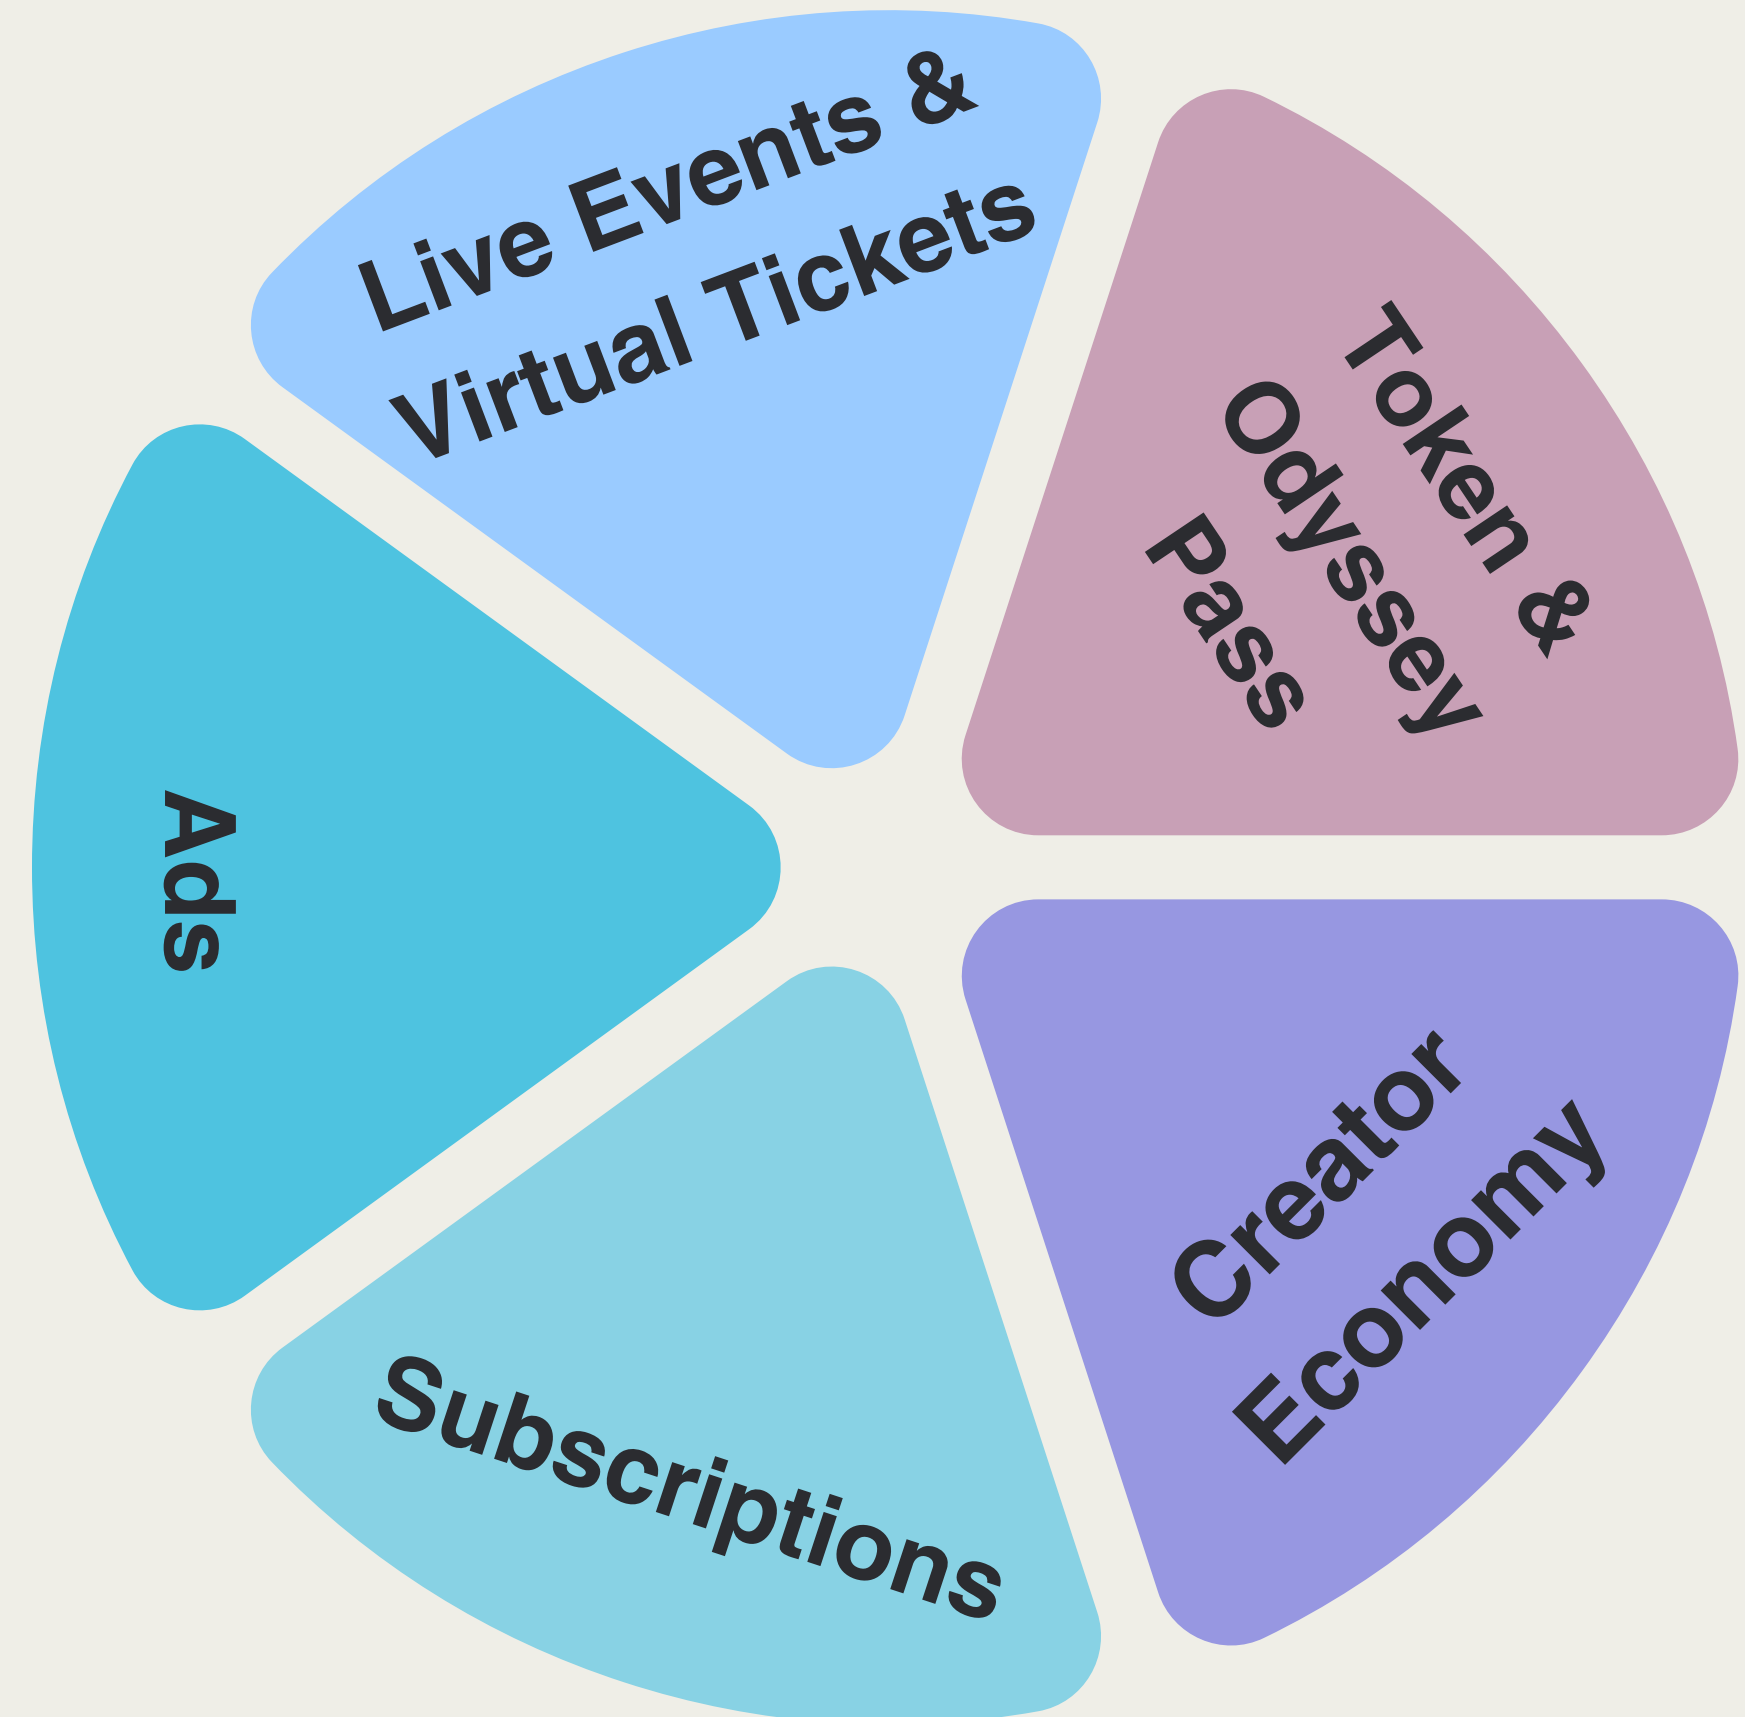 Live Events &
Virtual Tickets
Token &
Odyssey
Pass
Creator
Economy
Subscriptions
Ads